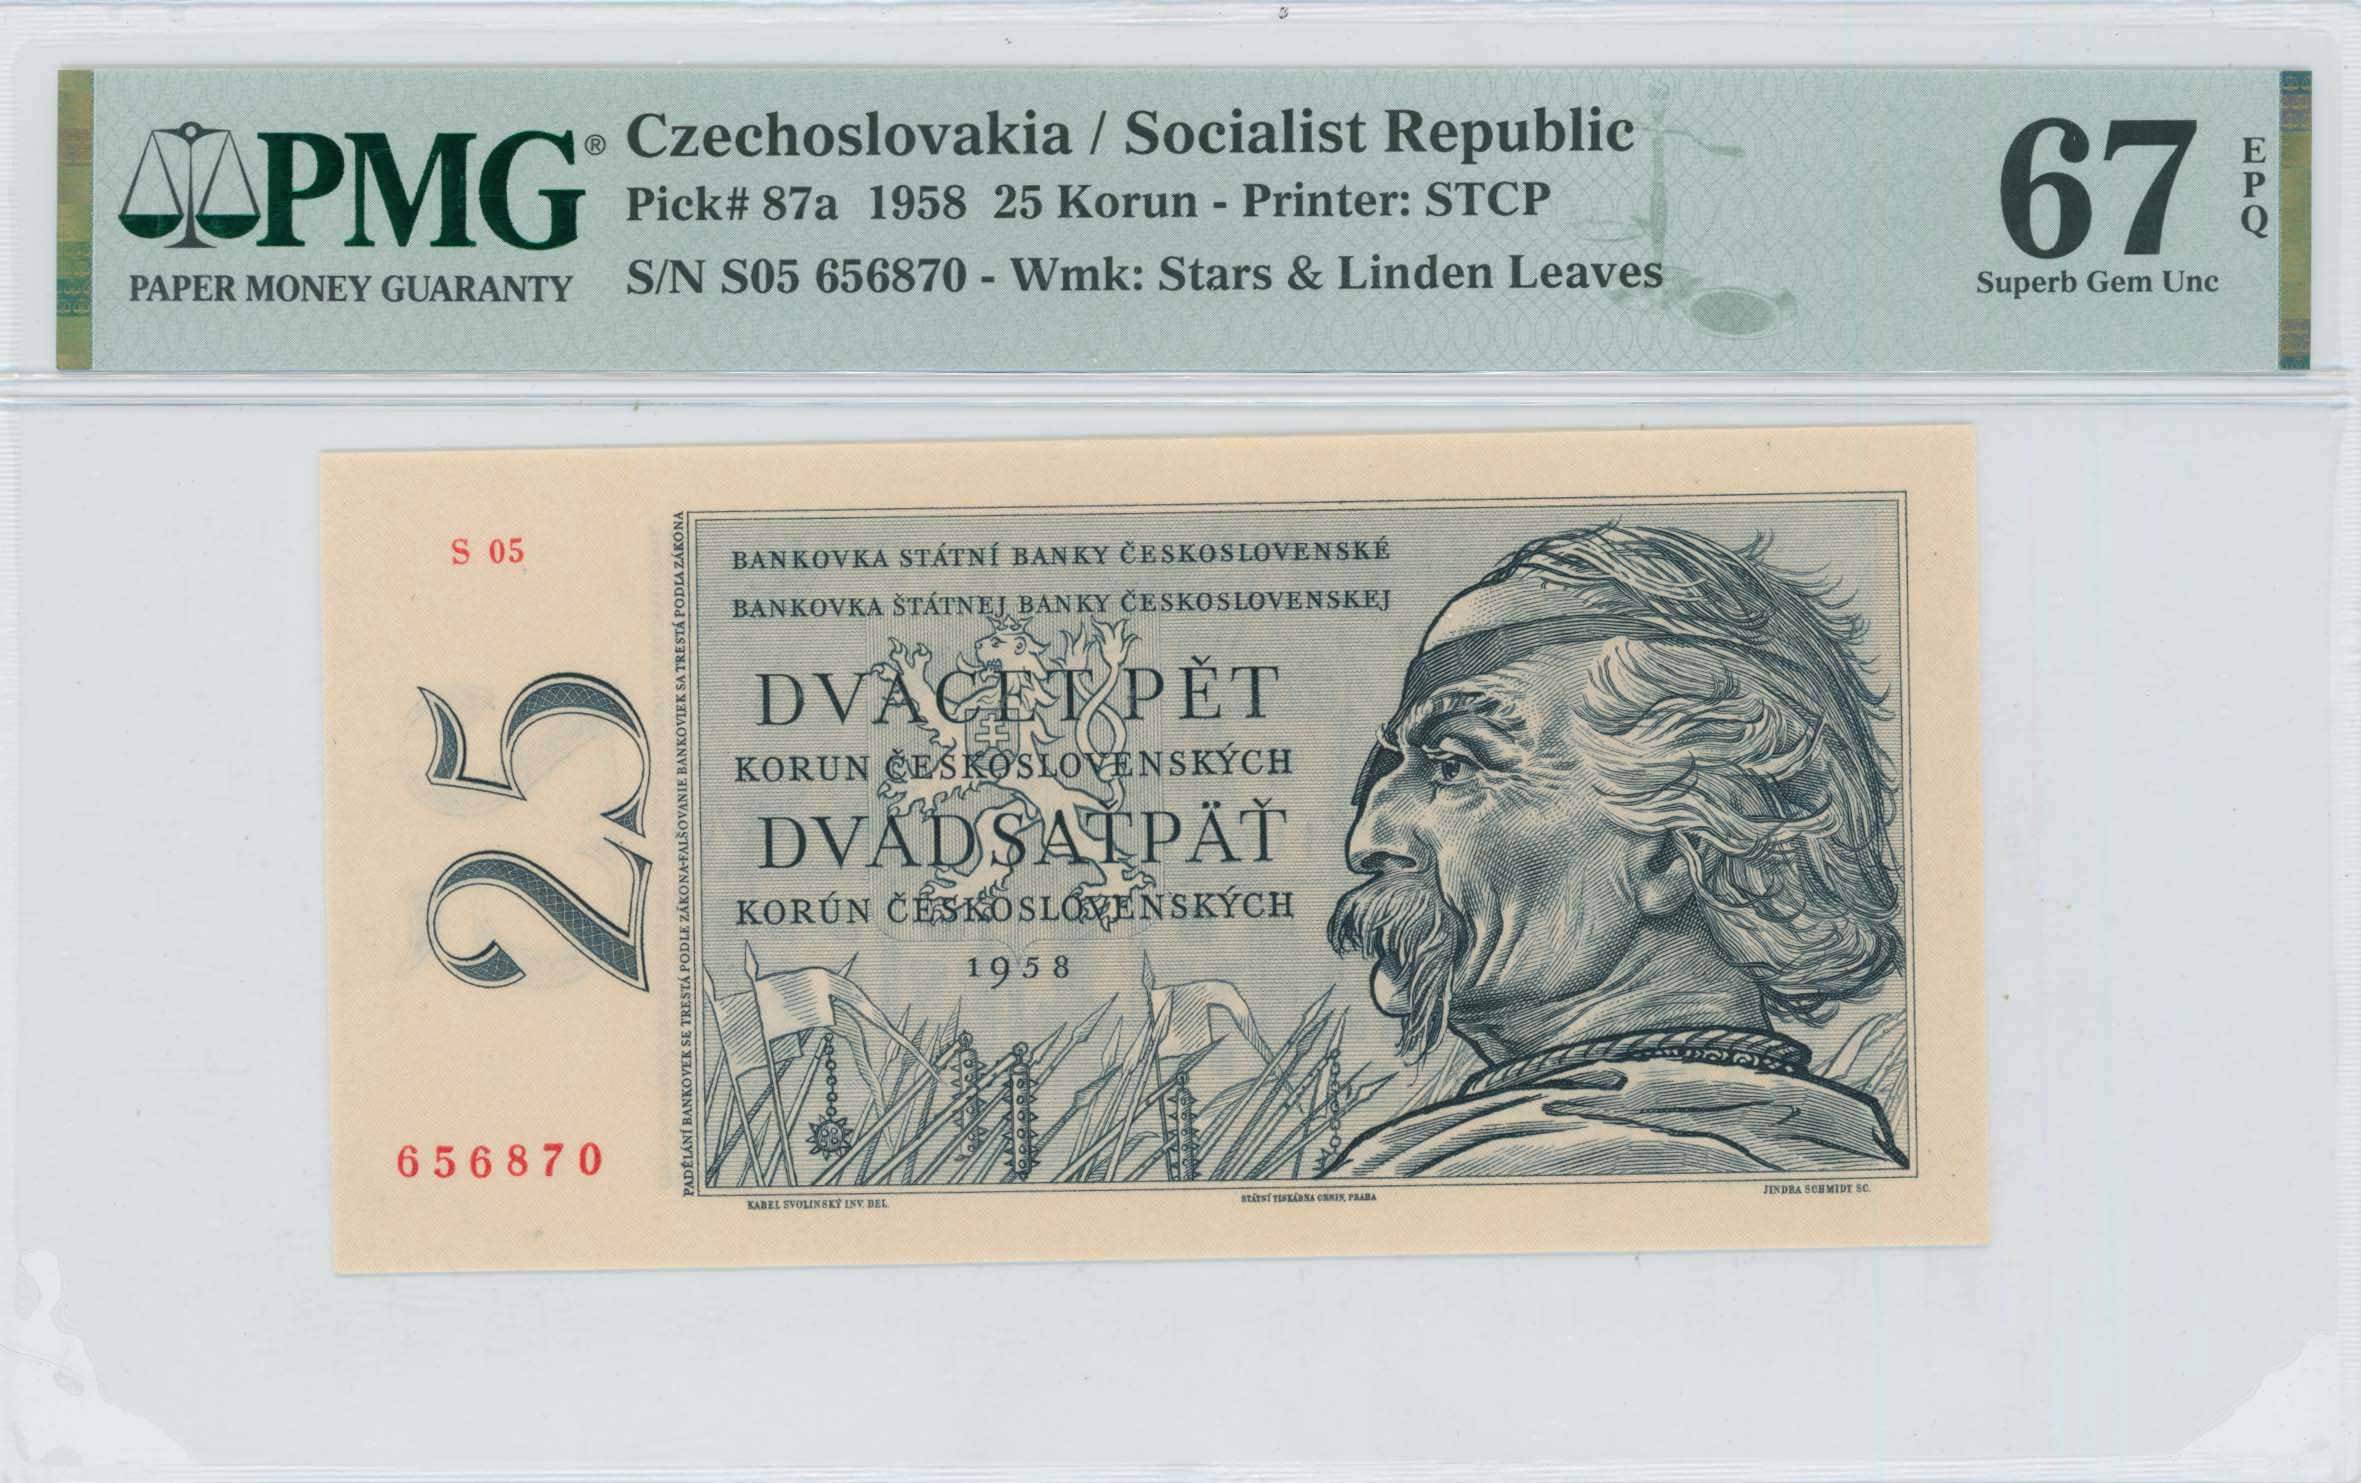 PMG®
PAPER MONEY GUARANTY
Czechoslovakia / Socialist Republic
Pick# 87a 1958 25 Korun - Printer: STCP
S/N S05 656870 - Wmk: Stars & Linden Leaves
67
EPQ
Superb Gem Unc
S 05
25
656870
PADĚLÁNÍ BANKOVEK SE TRESTÁ PODLE ZÁKONA-FALŠOVANIE BANKOVIEK SA TRESTÁ PODĽA ZÁKONA
BANKOVKA STÁTNÍ BANKY ČESKOSLOVENSKÉ
BANKOVKA ŠTÁTNEJ BANKY ČESKOSLOVENSKEJ
DVACET PĚT
KORUN ČESKOSLOVENSKÝCH
DVADSAŤPÄŤ
KORÚN ČESKOSLOVENSKÝCH
1958
KAREL SVOLINSKÝ INV. DEL.
STÁTNÍ TISKÁRNA CENIN, PRAHA
JINDRA SCHMIDT SC.